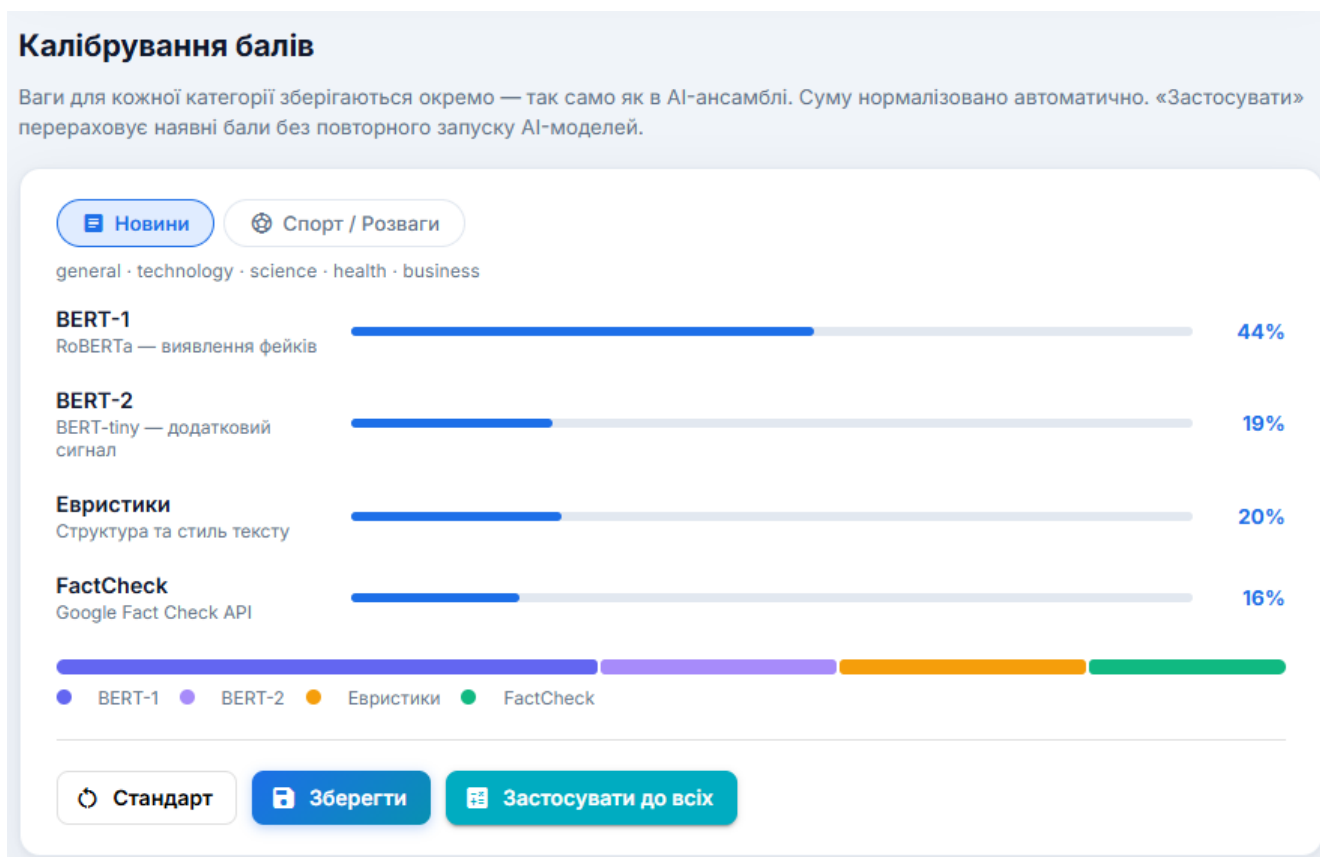 Калібрування балів
Ваги для кожної категорії зберігаються окремо — так само як в AI-ансамблі. Суму нормалізовано автоматично. «Застосувати»
перераховує наявні бали без повторного запуску AI-моделей.
Новини
Спорт / Розваги
general · technology · science · health · business
BERT-1
RoBERTa — виявлення фейків
44%
BERT-2
BERT-tiny — додатковий
сигнал
19%
Евристики
Структура та стиль тексту
20%
FactCheck
Google Fact Check API
16%
BERT-1
BERT-2
Евристики
FactCheck
Стандарт
Зберегти
Застосувати до всіх